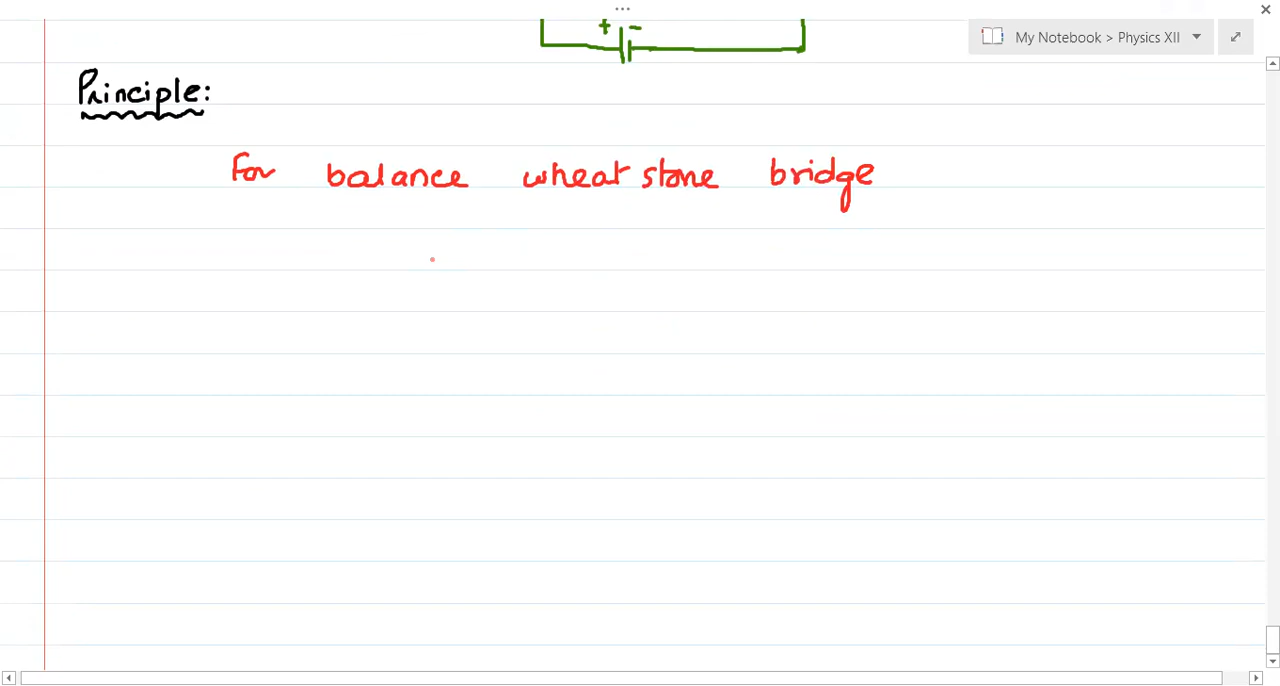 + -
My Notebook > Physics XII
Principle:
For balance wheat stone bridge